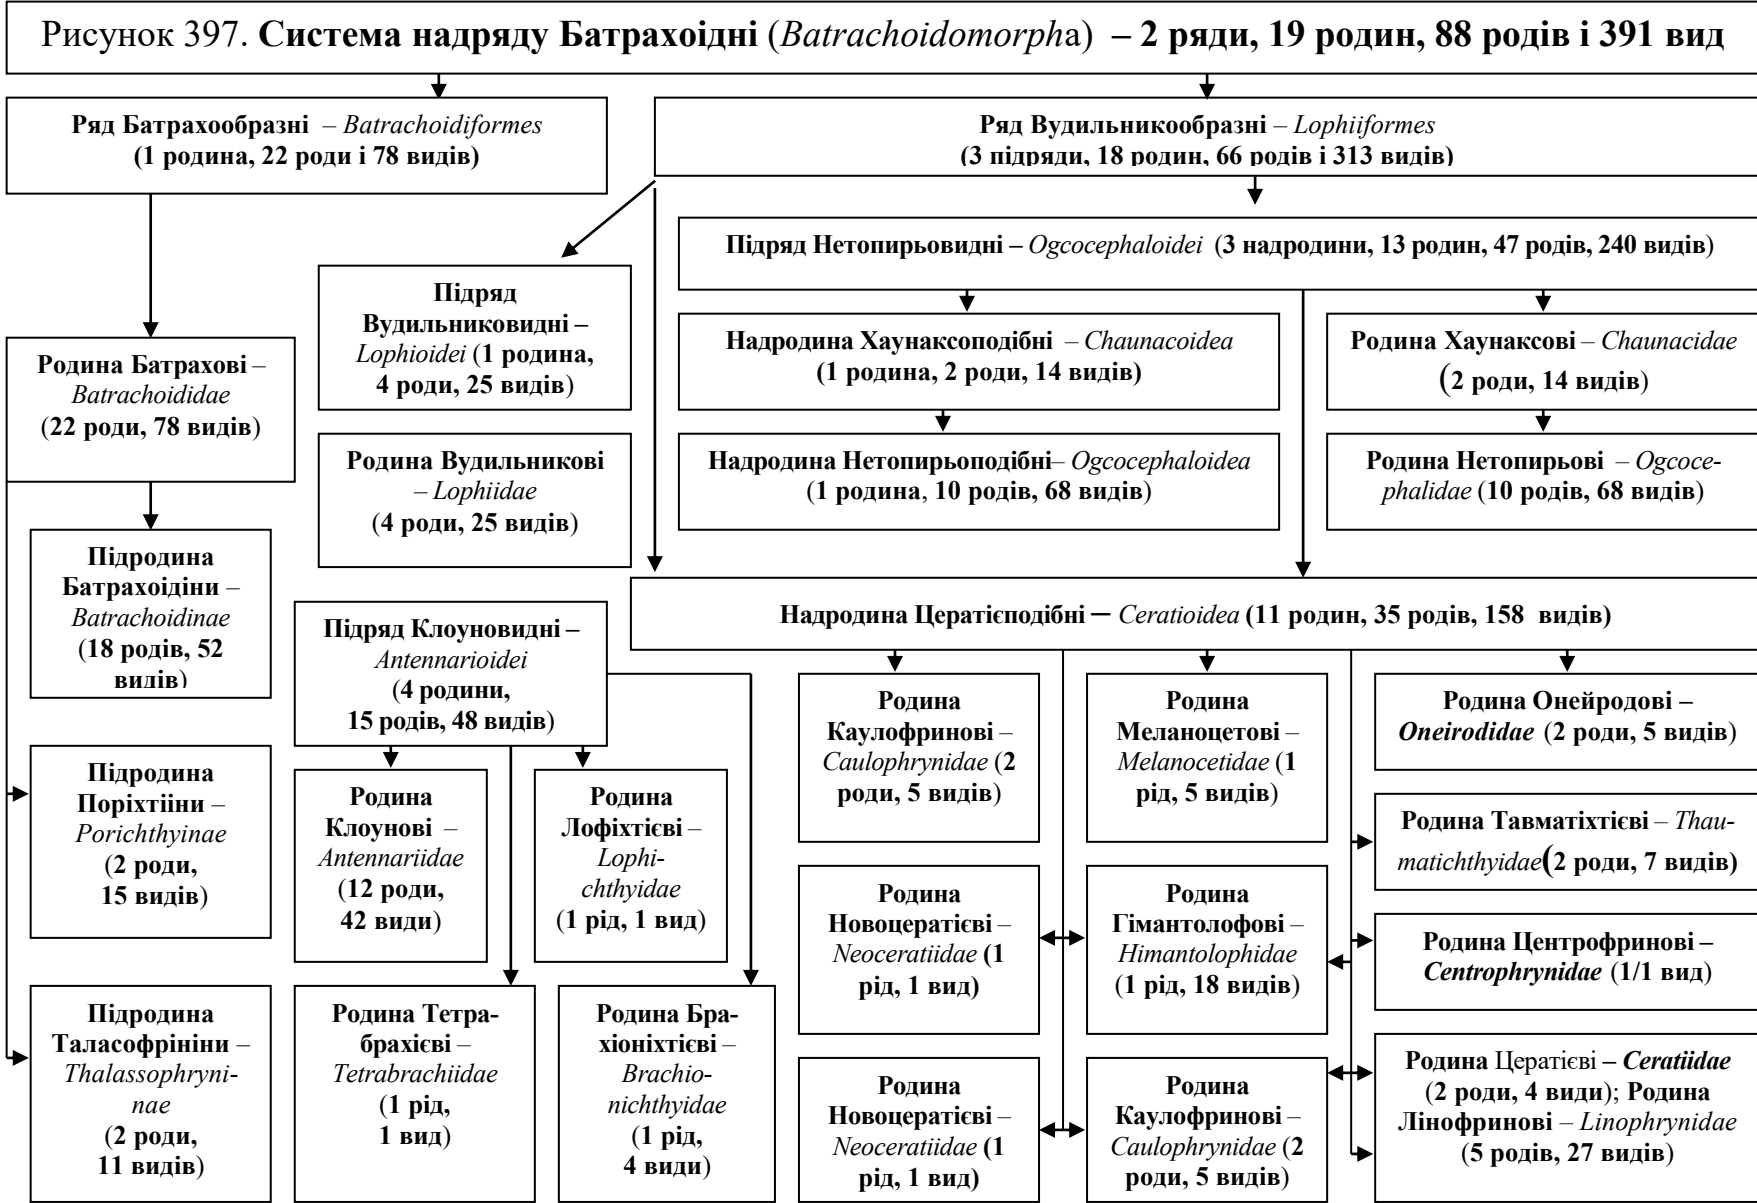 Рисунок 397. Система надряду Батрахоідні (Batrachoidomorpha) – 2 ряди, 19 родин, 88 родів і 391 вид
Ряд Батрахообразні – Batrachoidiformes
(1 родина, 22 роди і 78 видів)
Ряд Вудильникообразні – Lophiiformes
(3 підряди, 18 родин, 66 родів і 313 видів)
Підряд Нетопирьовидні – Ogcocephaloidei (3 надродини, 13 родин, 47 родів, 240 видів)
Підряд
Вудильниковидні –
Lophioidei (1 родина,
4 роди, 25 видів)
Надродина Хаунаксоподібні – Chaunacoidea
(1 родина, 2 роди, 14 видів)
Родина Хаунаксові – Chaunacidae
(2 роди, 14 видів)
Родина Батрахові –
Batrachoididae
(22 роди, 78 видів)
Родина Вудильникові
– Lophiidae
(4 роди, 25 видів)
Надродина Нетопирьоподібні– Ogcocephaloidea
(1 родина, 10 родів, 68 видів)
Родина Нетопирьові – Ogcoce-
phalidae (10 родів, 68 видів)
Підродина
Батрахоідіни –
Batrachoidinae
(18 родів, 52
видів)
Підряд Клоуновидні –
Antennarioidei
(4 родини,
15 родів, 48 видів)
Надродина Цератієподібні – Ceratioidea (11 родин, 35 родів, 158 видів)
Родина
Каулофринові –
Caulophrynidae (2
роди, 5 видів)
Родина
Меланоцетові –
Melanocetidae (1
рід, 5 видів)
Родина Онейродові –
Oneirodidae (2 роди, 5 видів)
Підродина
Поріхтіїни –
Porichthyinae
(2 роди,
15 видів)
Родина
Клоунові –
Antennariidae
(12 роди,
42 види)
Родина
Лофіхтієві –
Lophi-
chthyidae
(1 рід, 1 вид)
Родина Тавматіхтієві – Thau-
matichthyidae(2 роди, 7 видів)
Родина
Новоцератієві –
Neoceratiidae (1
рід, 1 вид)
Родина
Гімантолофові –
Himantolophidae
(1 рід, 18 видів)
Родина Центрофринові –
Centrophrynidae (1/1 вид)
Підродина
Таласофрініни –
Thalassophryni-
nae
(2 роди,
11 видів)
Родина Тетра-
брахієві –
Tetrabrachiidae
(1 рід,
1 вид)
Родина Бра-
хіоніхтієві –
Brachio-
nichthyidae
(1 рід,
4 види)
Родина
Новоцератієві –
Neoceratiidae (1
рід, 1 вид)
Родина
Каулофринові –
Caulophrynidae (2
роди, 5 видів)
Родина Цератієві – Ceratiidae
(2 роди, 4 види); Родина
Лінофринові – Linophrynidae
(5 родів, 27 видів)